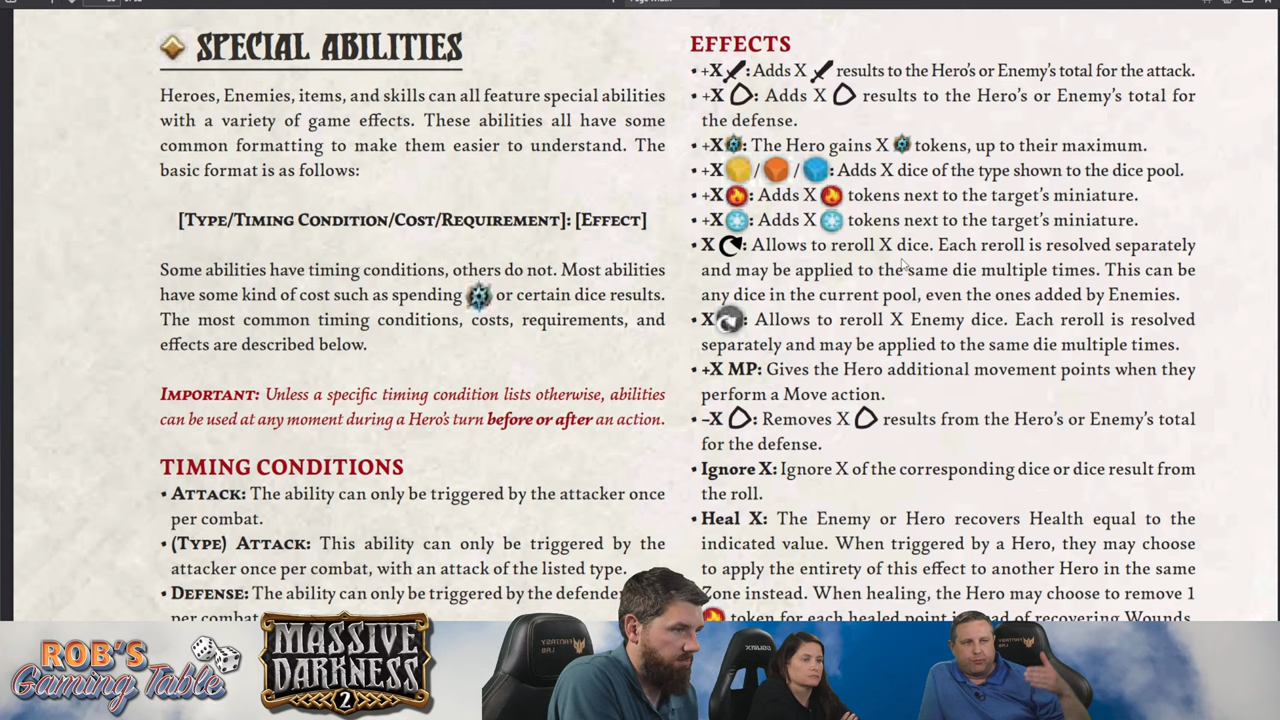 SPECIAL ABILITIES
Heroes, Enemies, items, and skills can all feature special abilities
with a variety of game effects. These abilities all have some
common formatting to make them easier to understand. The
basic format is as follows:
[Type/Timing Condition/Cost/Requirement]: [Effect]
Some abilities have timing conditions, others do not. Most abilities
have some kind of cost such as spending or certain dice results.
The most common timing conditions, costs, requirements, and
effects are described below.
Important: Unless a specific timing condition lists otherwise, abilities
can be used at any moment during a Hero's turn before or after an action.
TIMING CONDITIONS
• Attack: The ability can only be triggered by the attacker once
per combat.
• (Type) Attack: This ability can only be triggered by the
attacker once per combat, with an attack of the listed type.
• Defense: The ability can only be triggered by the defende
per combat
EFFECTS
• +X : Adds X results to the Hero's or Enemy's total for the attack.
• +X : Adds X results to the Hero's or Enemy's total for
the defense.
• +X : The Hero gains X tokens, up to their maximum.
• +X / / : Adds X dice of the type shown to the dice pool.
• +X : Adds X tokens next to the target's miniature.
• +X : Adds X tokens next to the target's miniature.
• X : Allows to reroll X dice. Each reroll is resolved separately
and may be applied to the same die multiple times. This can be
any dice in the current pool, even the ones added by Enemies.
• X : Allows to reroll X Enemy dice. Each reroll is resolved
separately and may be applied to the same die multiple times.
• +X MP: Gives the Hero additional movement points when they
perform a Move action.
• –X : Removes X results from the Hero's or Enemy's total
for the defense.
• Ignore X: Ignore X of the corresponding dice or dice result from
the roll.
• Heal X: The Enemy or Hero recovers Health equal to the
indicated value. When triggered by a Hero, they may choose
to apply the entirety of this effect to another Hero in the same
Zone instead. When healing, the Hero may choose to remove 1
token for each healed point ead of recovering Wounds.
ROB'S
Gaming Table
MASSIVE
DARKNESS
2